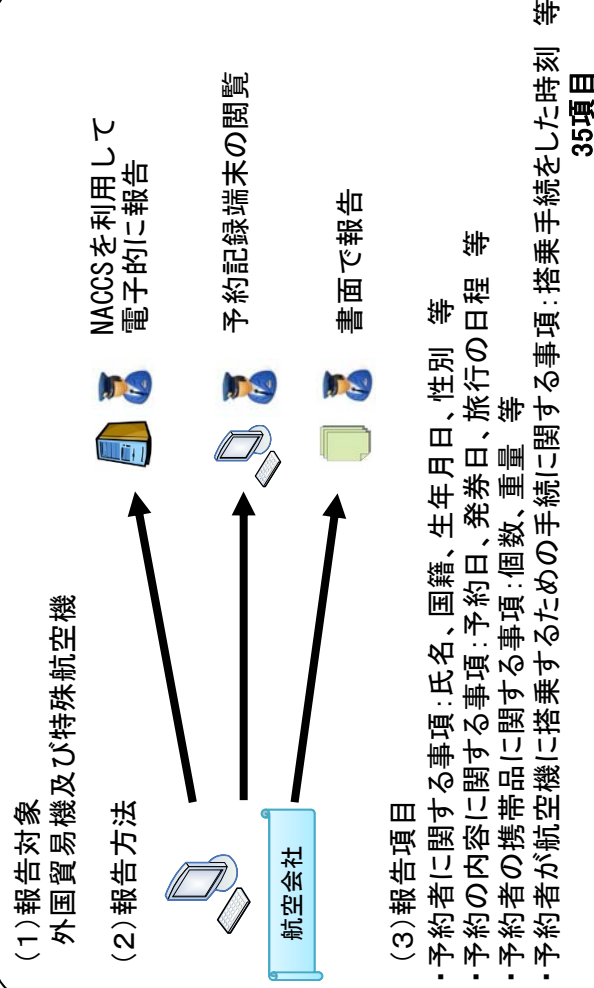 (1)報告対象
外国貿易機及び特殊航空機
(2)報告方法
航空会社
NACCSを利用して
電子的に報告
予約記録端末の閲覧
書面で報告
(3)報告項目
・予約者に関する事項:氏名、国籍、生年月日、性別 等
・予約の内容に関する事項:予約日、発券日、旅行の日程 等
・予約者の携帯品に関する事項:個数、重量 等
・予約者が航空機に搭乗するための手続に関する事項:搭乗手続をした時刻 等
35項目